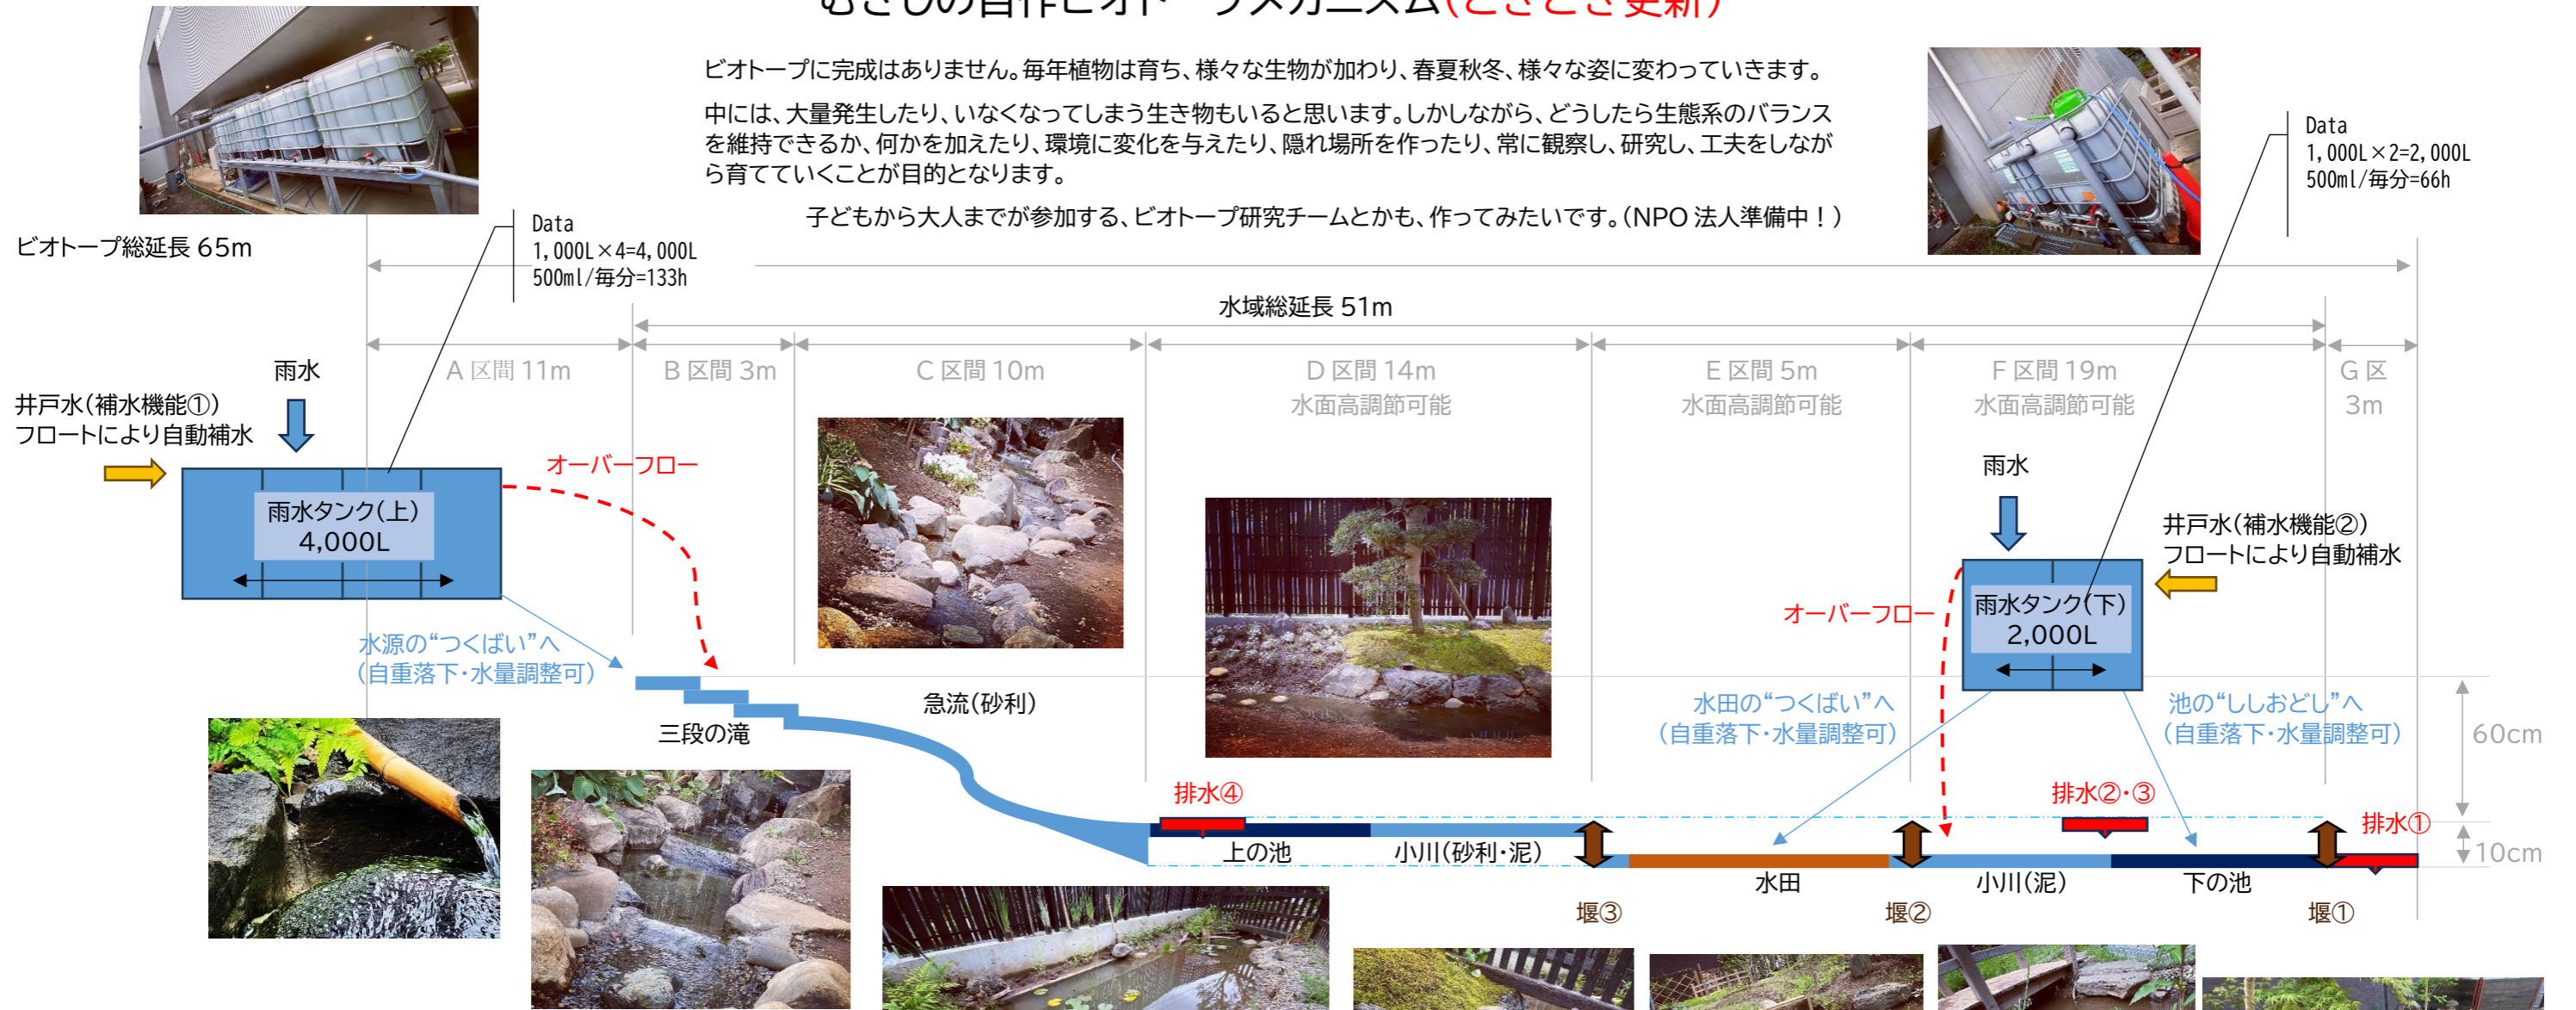 むさしの自作ビオトープメカニズム(ときどき更新)
ビオトープに完成はありません。毎年植物は育ち、様々な生物が加わり、春夏秋冬、様々な姿に変わっていきます。
中には、大量発生したり、いなくなってしまう生き物もいると思います。しかしながら、どうしたら生態系のバランス
を維持できるか、何かを加えたり、環境に変化を与えたり、隠れ場所を作ったり、常に観察し、研究し、工夫をしなが
ら育てていくことが目的となります。
子どもから大人までが参加する、ビオトープ研究チームとかも、作ってみたいです。(NPO 法人準備中!)
Data
1,000L×2=2,000L
500ml/毎分=66h
Data
1,000L×4=4,000L
500ml/毎分=133h
ビオトープ総延長 65m
水域総延長 51m
A 区間 11m
B 区間 3m
C 区間 10m
D 区間 14m
水面高調節可能
E 区間 5m
水面高調節可能
F 区間 19m
水面高調節可能
G 区
3m
雨水
井戸水(補水機能①)
フロートにより自動補水
オーバーフロー
雨水タンク(上)
4,000L
水源の“つくばい”へ
(自重落下・水量調整可)
雨水
井戸水(補水機能②)
フロートにより自動補水
オーバーフロー
雨水タンク(下)
2,000L
水田の“つくばい”へ
(自重落下・水量調整可)
池の“ししおどし”へ
(自重落下・水量調整可)
三段の滝
急流(砂利)
60cm
10cm
排水④
排水②・③
排水①
上の池
小川(砂利・泥)
水田
小川(泥)
下の池
堰③
堰②
堰①